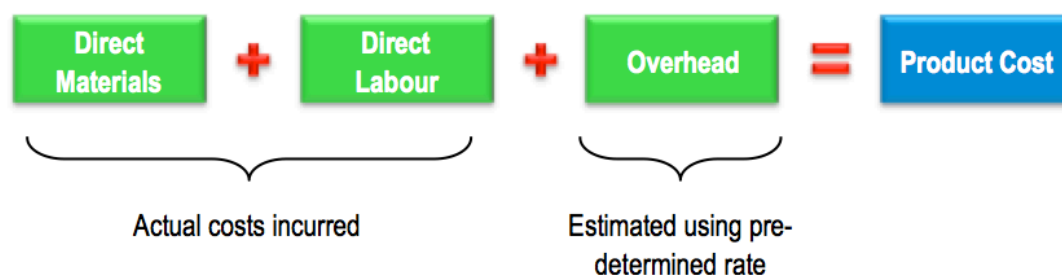 Direct
Materials
+
Direct
Labour
+
Overhead
=
Product Cost
Actual costs incurred
Estimated using pre-
determined rate